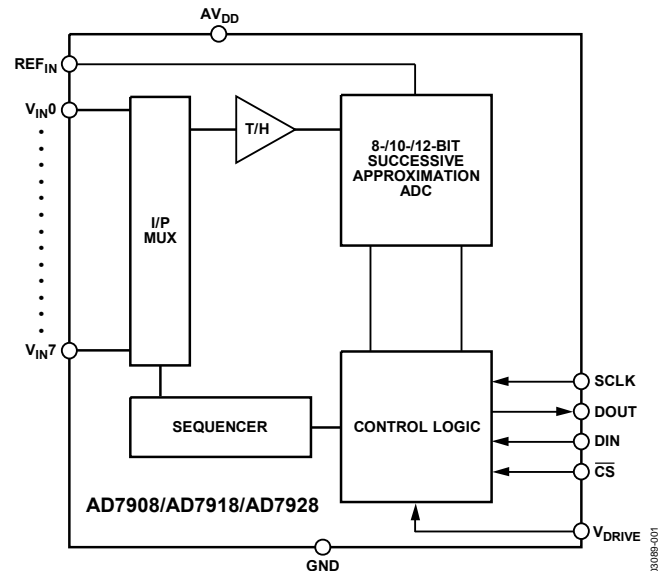 AVDD
REFIN
VIN0
T/H
8-/10-/12-BIT
SUCCESSIVE
APPROXIMATION
ADC
I/P
MUX
VIN7
SCLK
SEQUENCER
CONTROL LOGIC
DOUT
DIN
CS
AD7908/AD7918/AD7928
VDRIVE
GND
03089-001